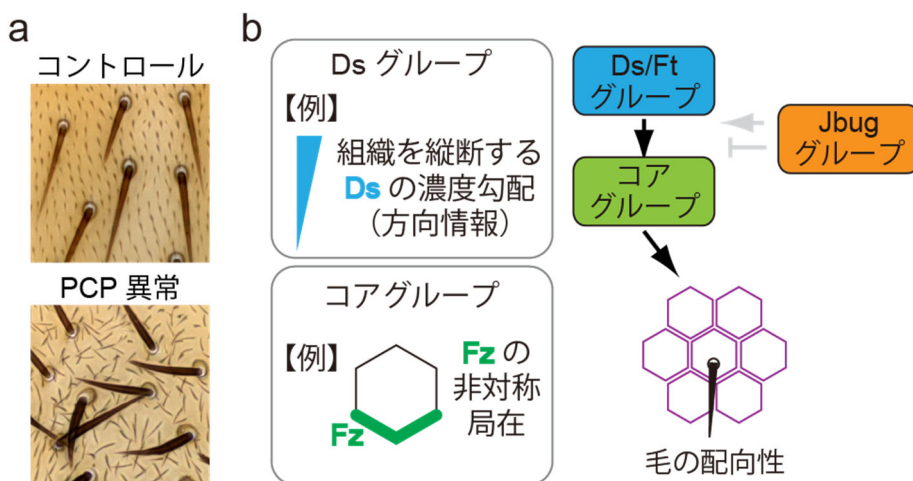 a
コントロール
PCP 異常
b
Ds グループ
【例】
組織を縦断する
Ds の濃度勾配
（方向情報）
コアグループ
【例】
Fz の
非対称
局在
Fz
Ds/Ft
グループ
Jbug
グループ
コア
グループ
毛の配向性